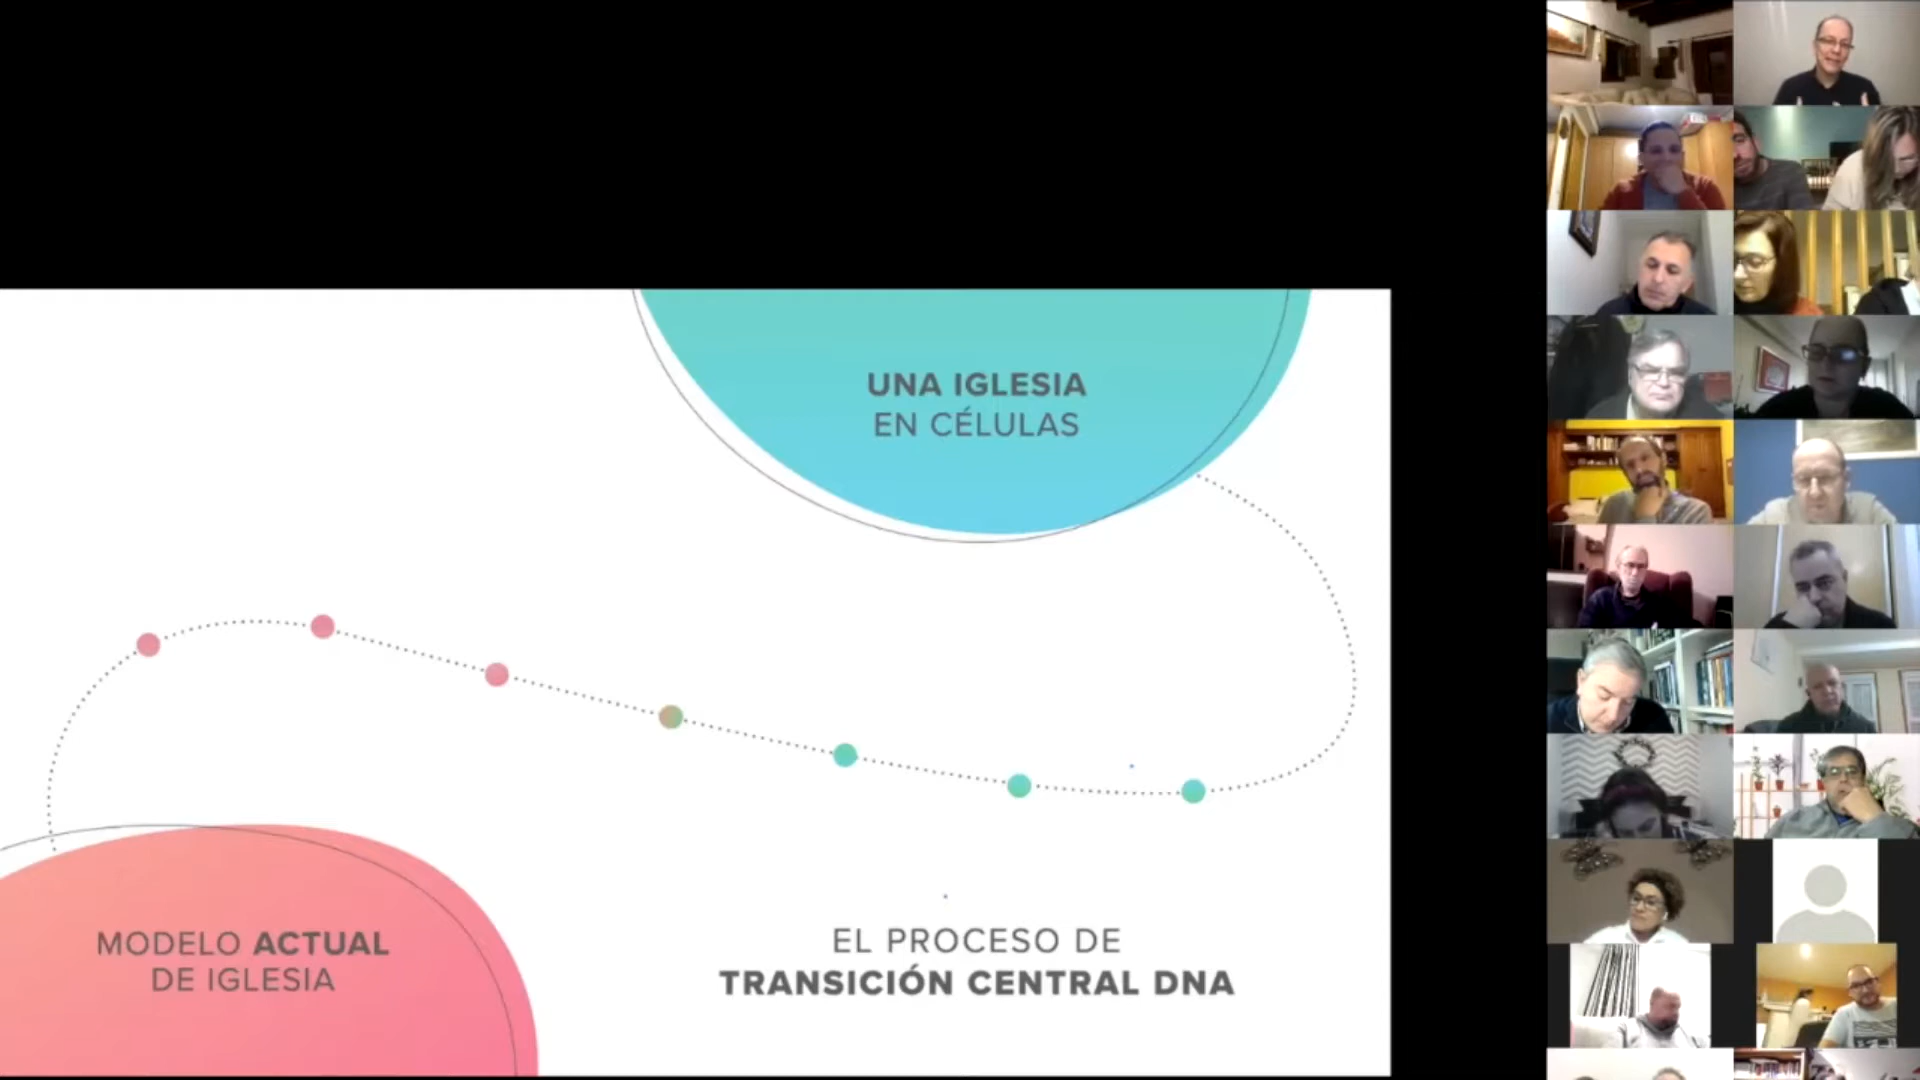 UNA IGLESIA
EN CÉLULAS
MODELO ACTUAL
DE IGLESIA
EL PROCESO DE
TRANSICIÓN CENTRAL DNA